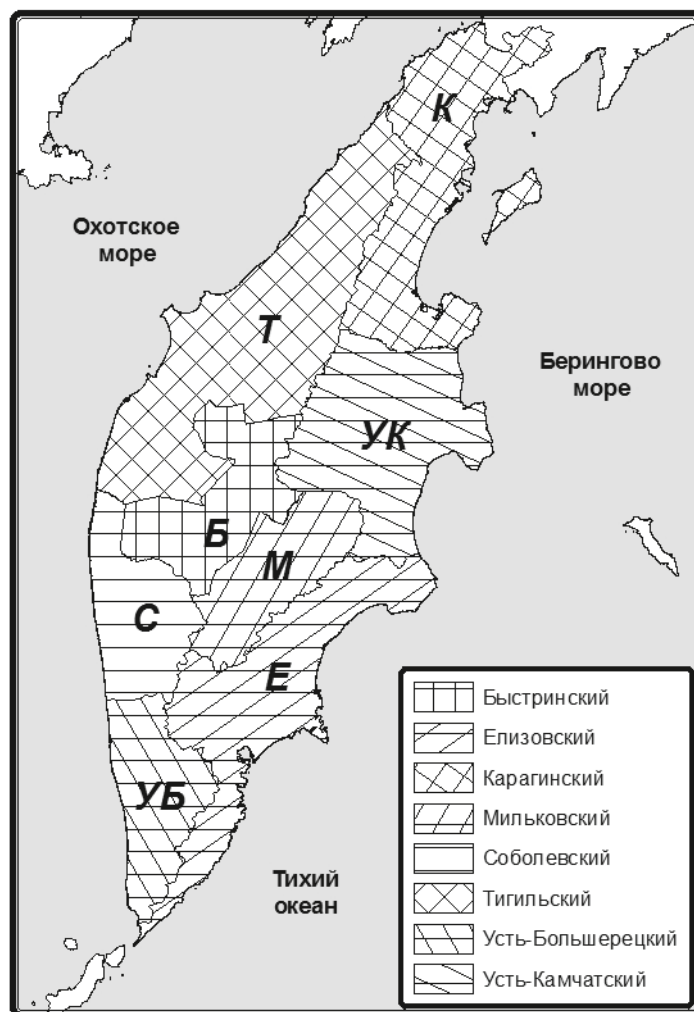 К
Охотское
море
Т
Берингово
море
УК
Б
М
С
Е
УБ
Тихий
океан
Быстринский
Елизовский
Карагинский
Мильковский
Соболевский
Тигильский
Усть-Большерецкий
Усть-Камчатский